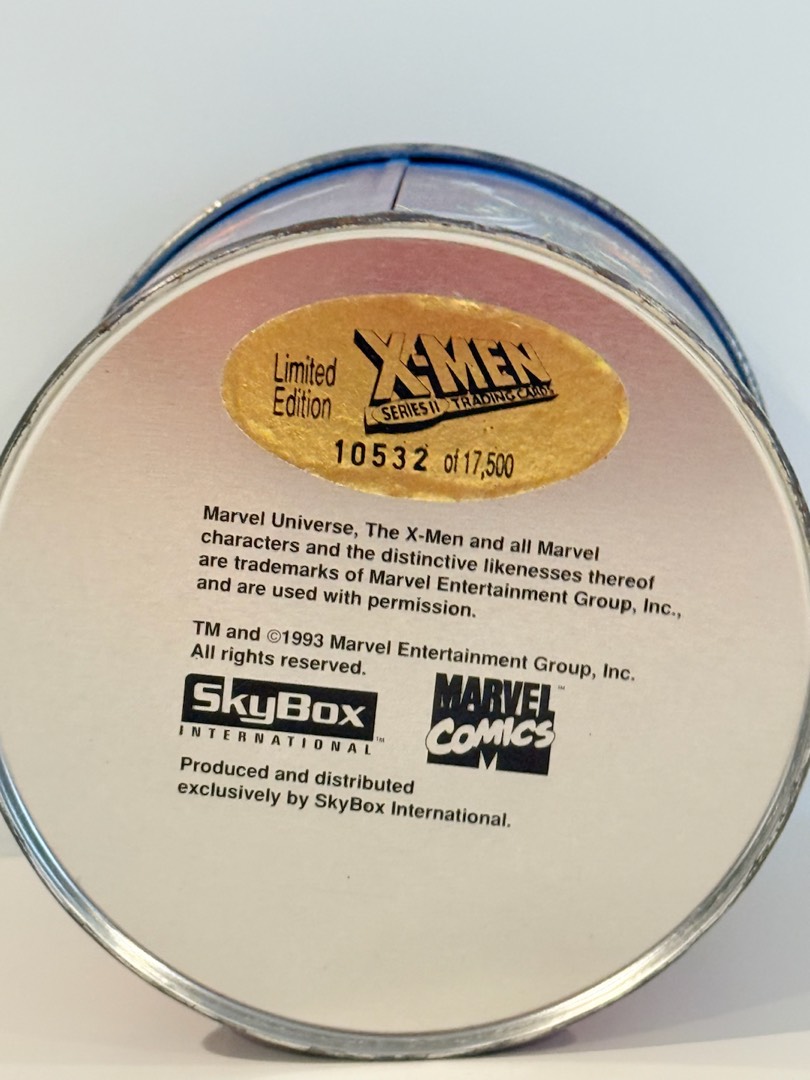 Limited
Edition
X-MEN
SERIES II TRADING CARDS
10532 of 17,500
Marvel Universe, The X-Men and all Marvel
characters and the distinctive likenesses thereof
are trademarks of Marvel Entertainment Group, Inc.,
and are used with permission.
TM and ©1993 Marvel Entertainment Group, Inc.
All rights reserved.
SkyBox
INTERNATIONAL™
MARVEL™
COMICS
Produced and distributed
exclusively by SkyBox International.